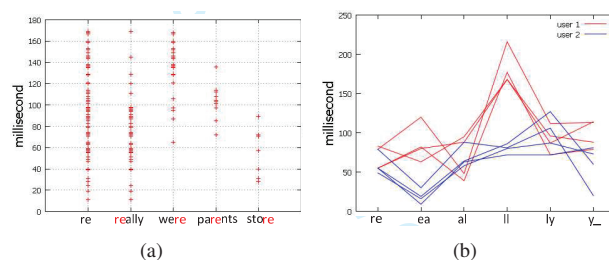 180
160
140
120
100
80
60
40
20
0
millisecond
re really were parents store
(a)
250
200
150
100
50
0
millisecond
user 1
user 2
re ea al ll ly y_
(b)